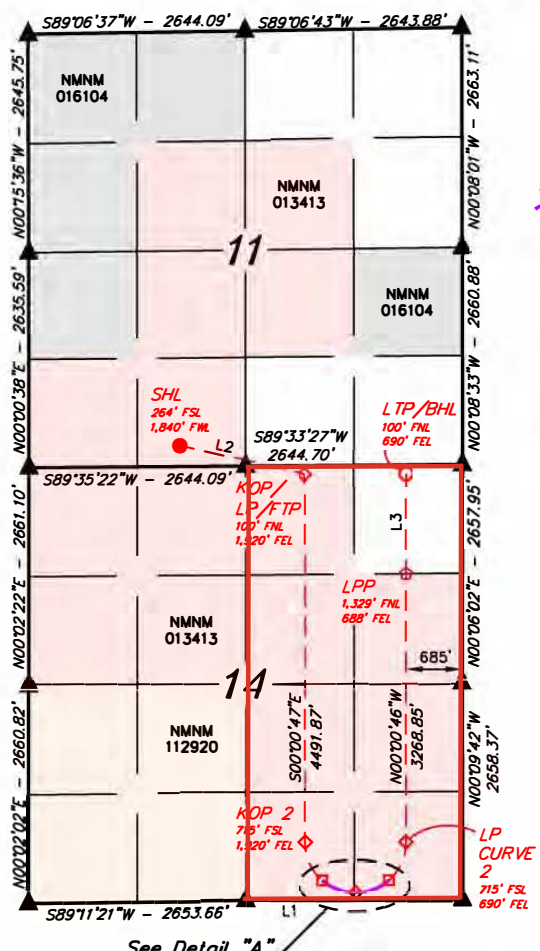 S89°06'37"W - 2644.09'
S89°06'43"W - 2643.88'
N00°15'36"W - 2645.75'
N00°08'01"W - 2663.11'
NMNM
016104
NMNM
013413
11
NMNM
016104
N00°00'38"E - 2635.59'
N00°08'33"W - 2660.88'
SHL
264' FSL
1,840' FWL
L2
S89°33'27"W
2644.70'
LTP/BHL
100' FNL
690' FEL
S89°35'22"W - 2644.09'
KOP/
LP/FTP
100' FNL
1,920' FEL
L3
N00°02'22"E - 2661.10'
N00°06'02"E - 2657.95'
LPP
1,329' FNL
688' FEL
NMNM
013413
685'
14
S00°00'47"E
4491.87'
N00°00'46"W
3268.85'
NMNM
112920
N00°02'02"E - 2660.82'
N00°09'42"W
2658.37'
KOP 2
715' FSL
1,920' FEL
LP
CURVE
2
715' FSL
690' FEL
S89°11'21"W - 2653.66'
L1
See Detail "A"